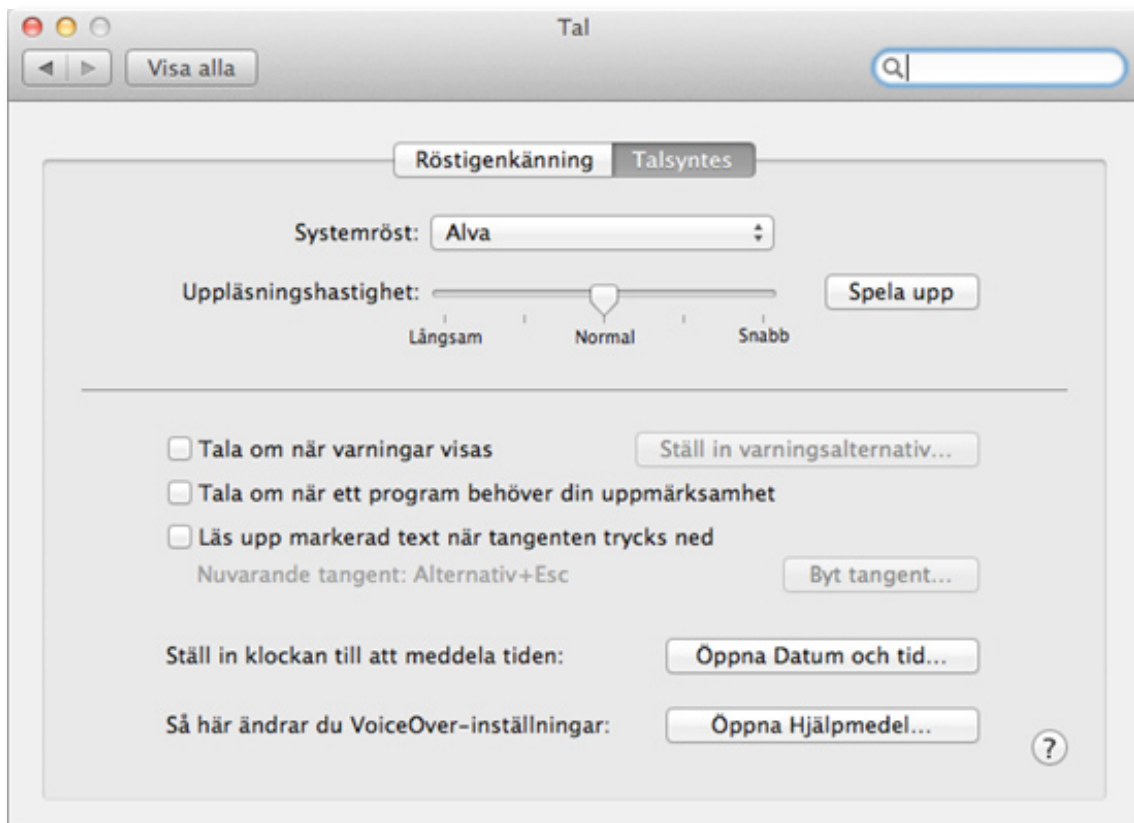 Tal
Visa alla
Röstigenkänning Talsyntes
Systemröst: Alva
Uppläsningshastighet: Spela upp
Långsam Normal Snabb
Tala om när varningar visas Ställ in varningsalternativ...
Tala om när ett program behöver din uppmärksamhet
Läs upp markerad text när tangenten trycks ned
Nuvarande tangent: Alternativ+Esc Byt tangent...
Ställ in klockan till att meddela tiden: Öppna Datum och tid...
Så här ändrar du VoiceOver-inställningar: Öppna Hjälpmedel...
?